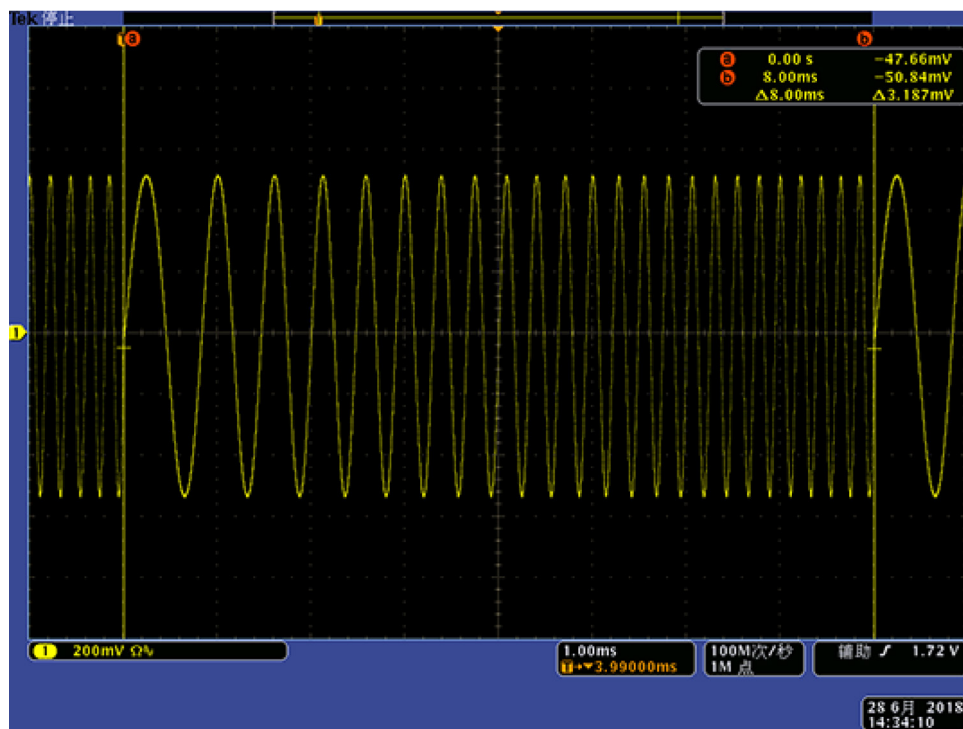 Tek 停止
T a b
a 0.00 s -47.66mV
b 8.00ms -50.84mV
Δ8.00ms Δ3.187mV
1
1 200mV Ω
1.00ms
T→▼3.99000ms
100M次/秒
1M 点
辅助 1.72 V
28 6月 2018
14:34:10